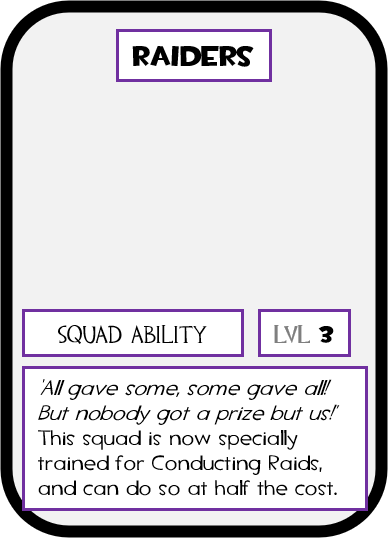 RAIDERS
SQUAD ABILITY
LVL 3
'All gave some, some gave all!
But nobody got a prize but us!'
This squad is now specially
trained for Conducting Raids,
and can do so at half the cost.